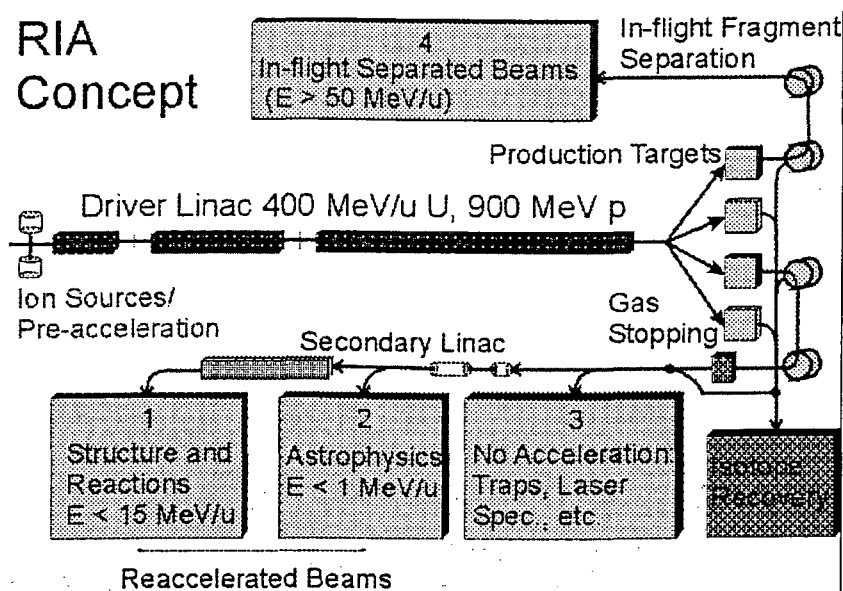 RIA
Concept
4
In-flight Separated Beams
(E > 50 MeV/u)
In-flight Fragment
Separation
Production Targets
Driver Linac 400 MeV/u U, 900 MeV p
Ion Sources/
Pre-acceleration
Gas
Stopping
Secondary Linac
1
Structure and
Reactions
E < 15 MeV/u
2
Astrophysics
E < 1 MeV/u
3
No Acceleration
Traps, Laser
Spec., etc
Isotope
Recovery
Reaccelerated Beams